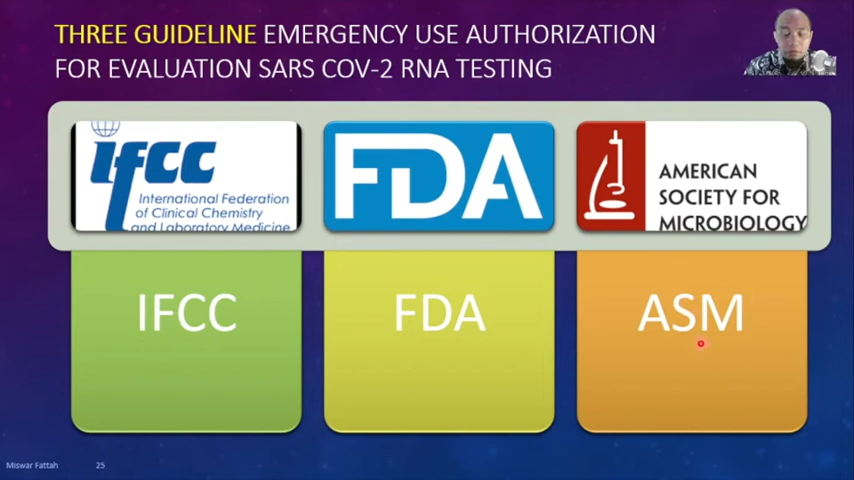 THREE GUIDELINE EMERGENCY USE AUTHORIZATION
FOR EVALUATION SARS COV-2 RNA TESTING
ifcc
International Federation
of Clinical Chemistry
and Laboratory Medicine
FDA
AMERICAN
SOCIETY FOR
MICROBIOLOGY
IFCC
FDA
ASM
Miswar Fattah 25